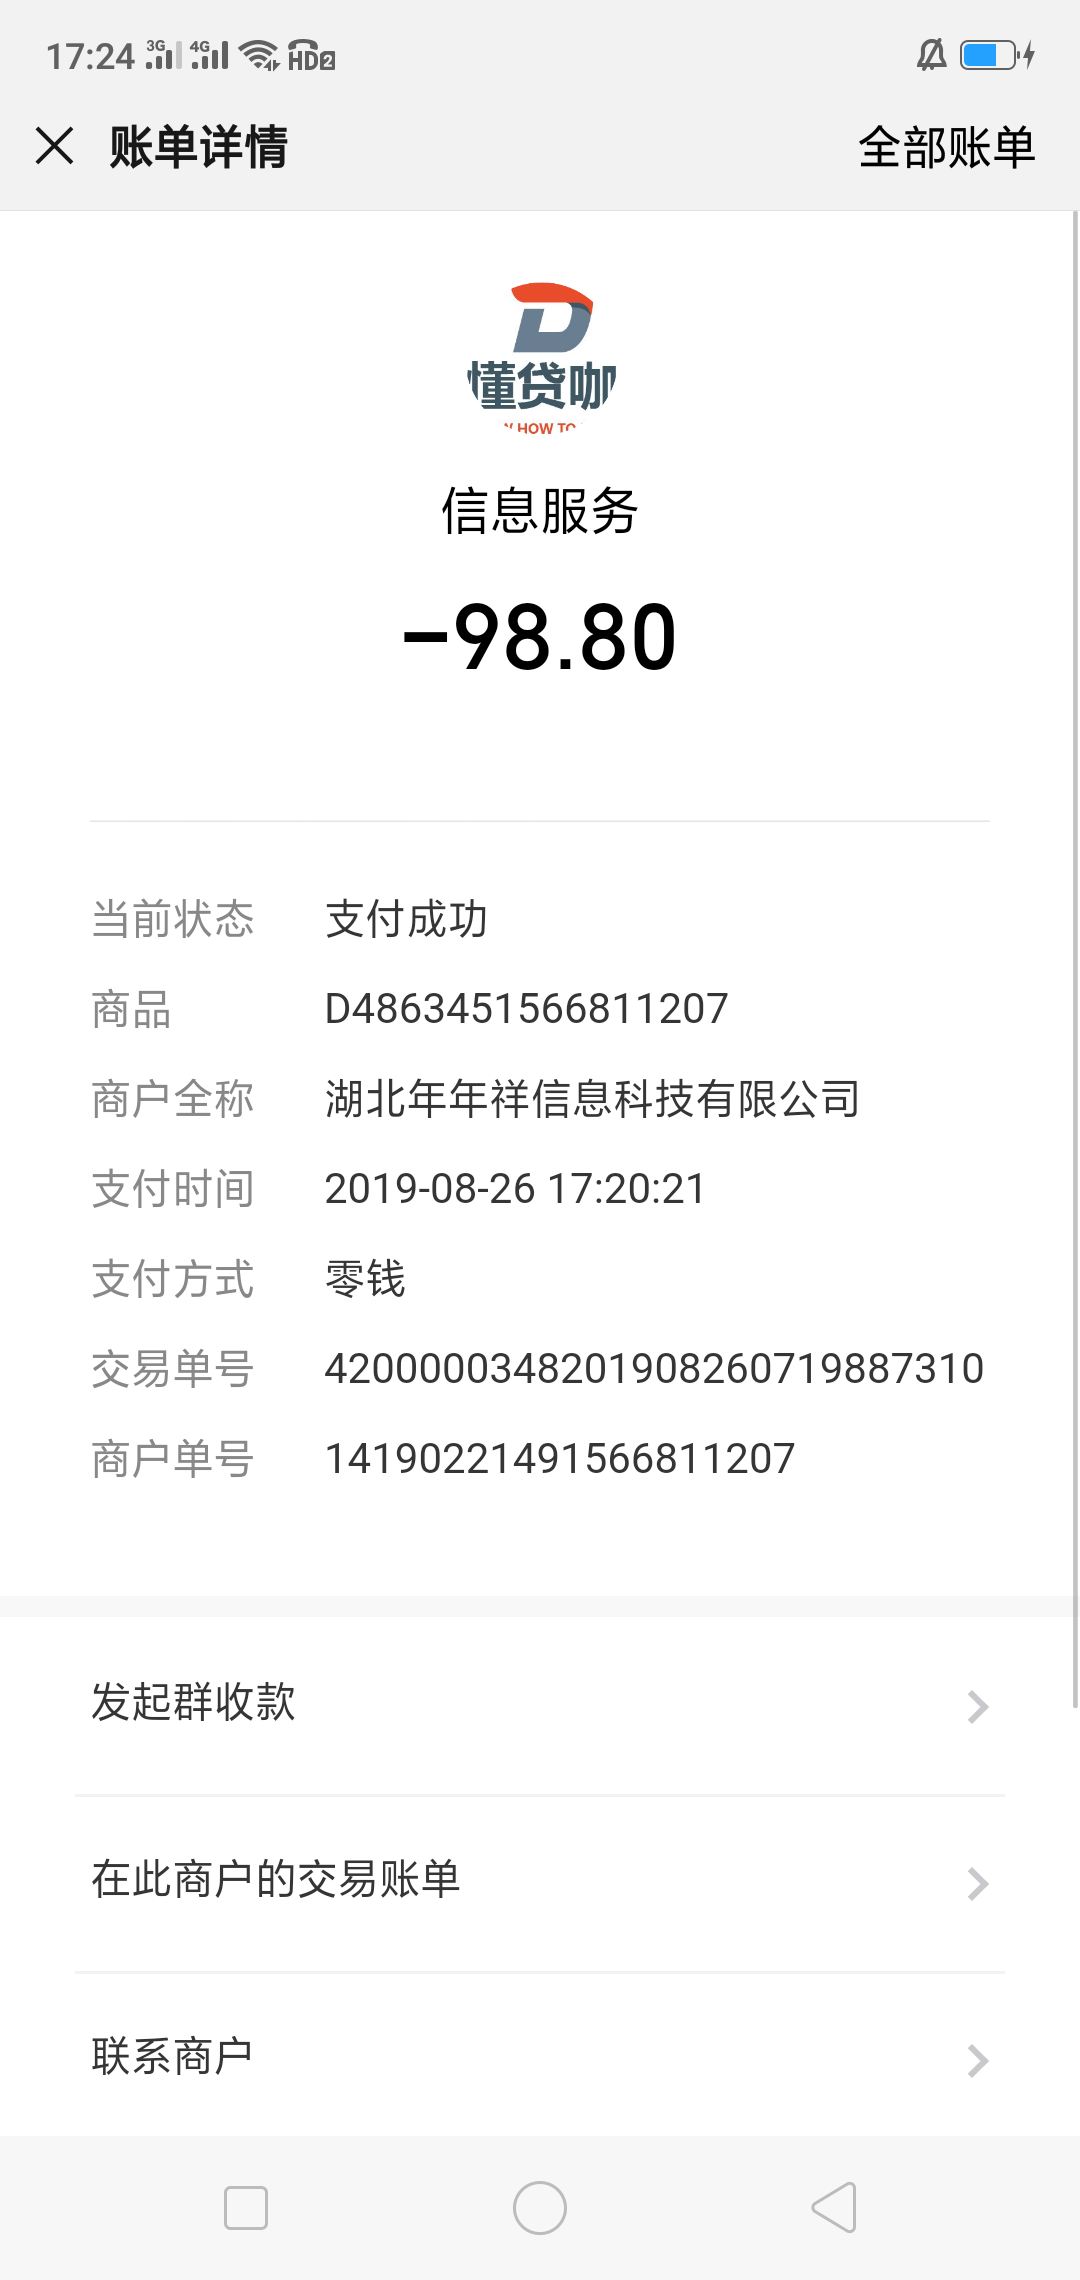 17:24 3G 4G HD2
账单详情 全部账单
懂贷咖
HOW TO
信息服务
-98.80
当前状态 支付成功
商品 D4863451566811207
商户全称 湖北年年祥信息科技有限公司
支付时间 2019-08-26 17:20:21
支付方式 零钱
交易单号 4200000348201908260719887310
商户单号 14190221491566811207
发起群收款
在此商户的交易账单
联系商户